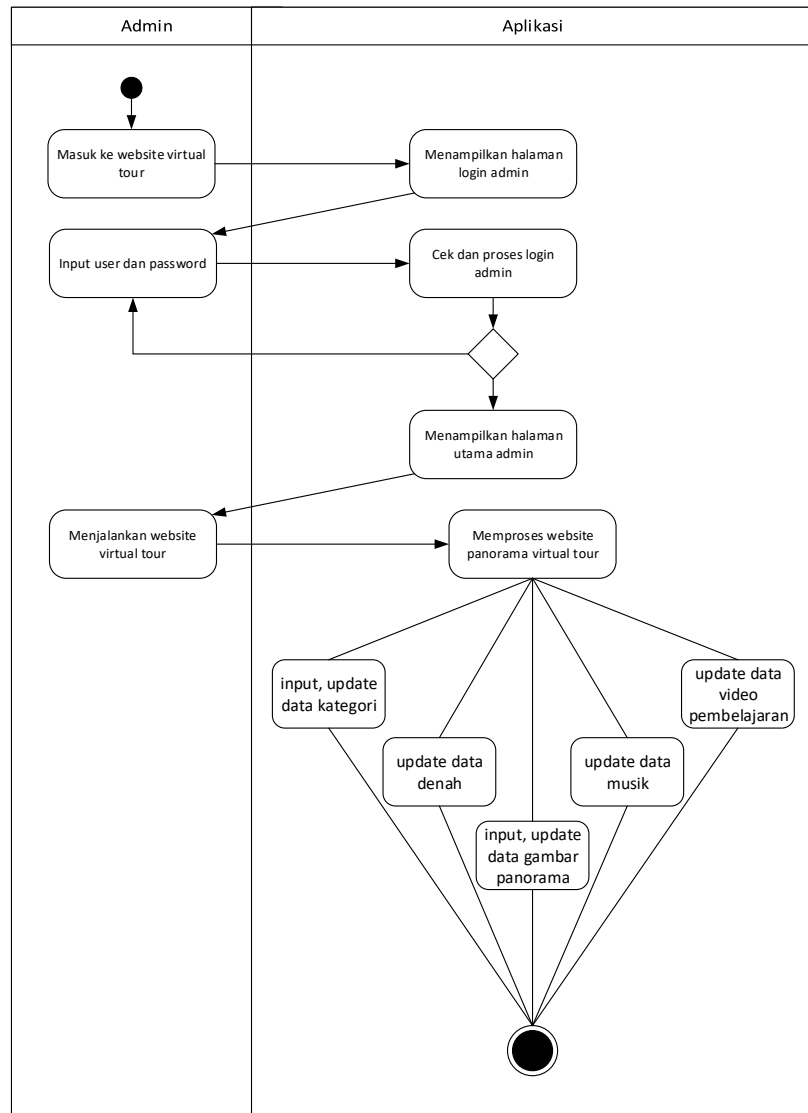 Admin
Aplikasi
Masuk ke website virtual
tour
Menampilkan halaman
login admin
Input user dan password
Cek dan proses login
admin
Menampilkan halaman
utama admin
Menjalankan website
virtual tour
Memproses website
panorama virtual tour
input, update
data kategori
update data
denah
input, update
data gambar
panorama
update data
musik
update data
video
pembelajaran